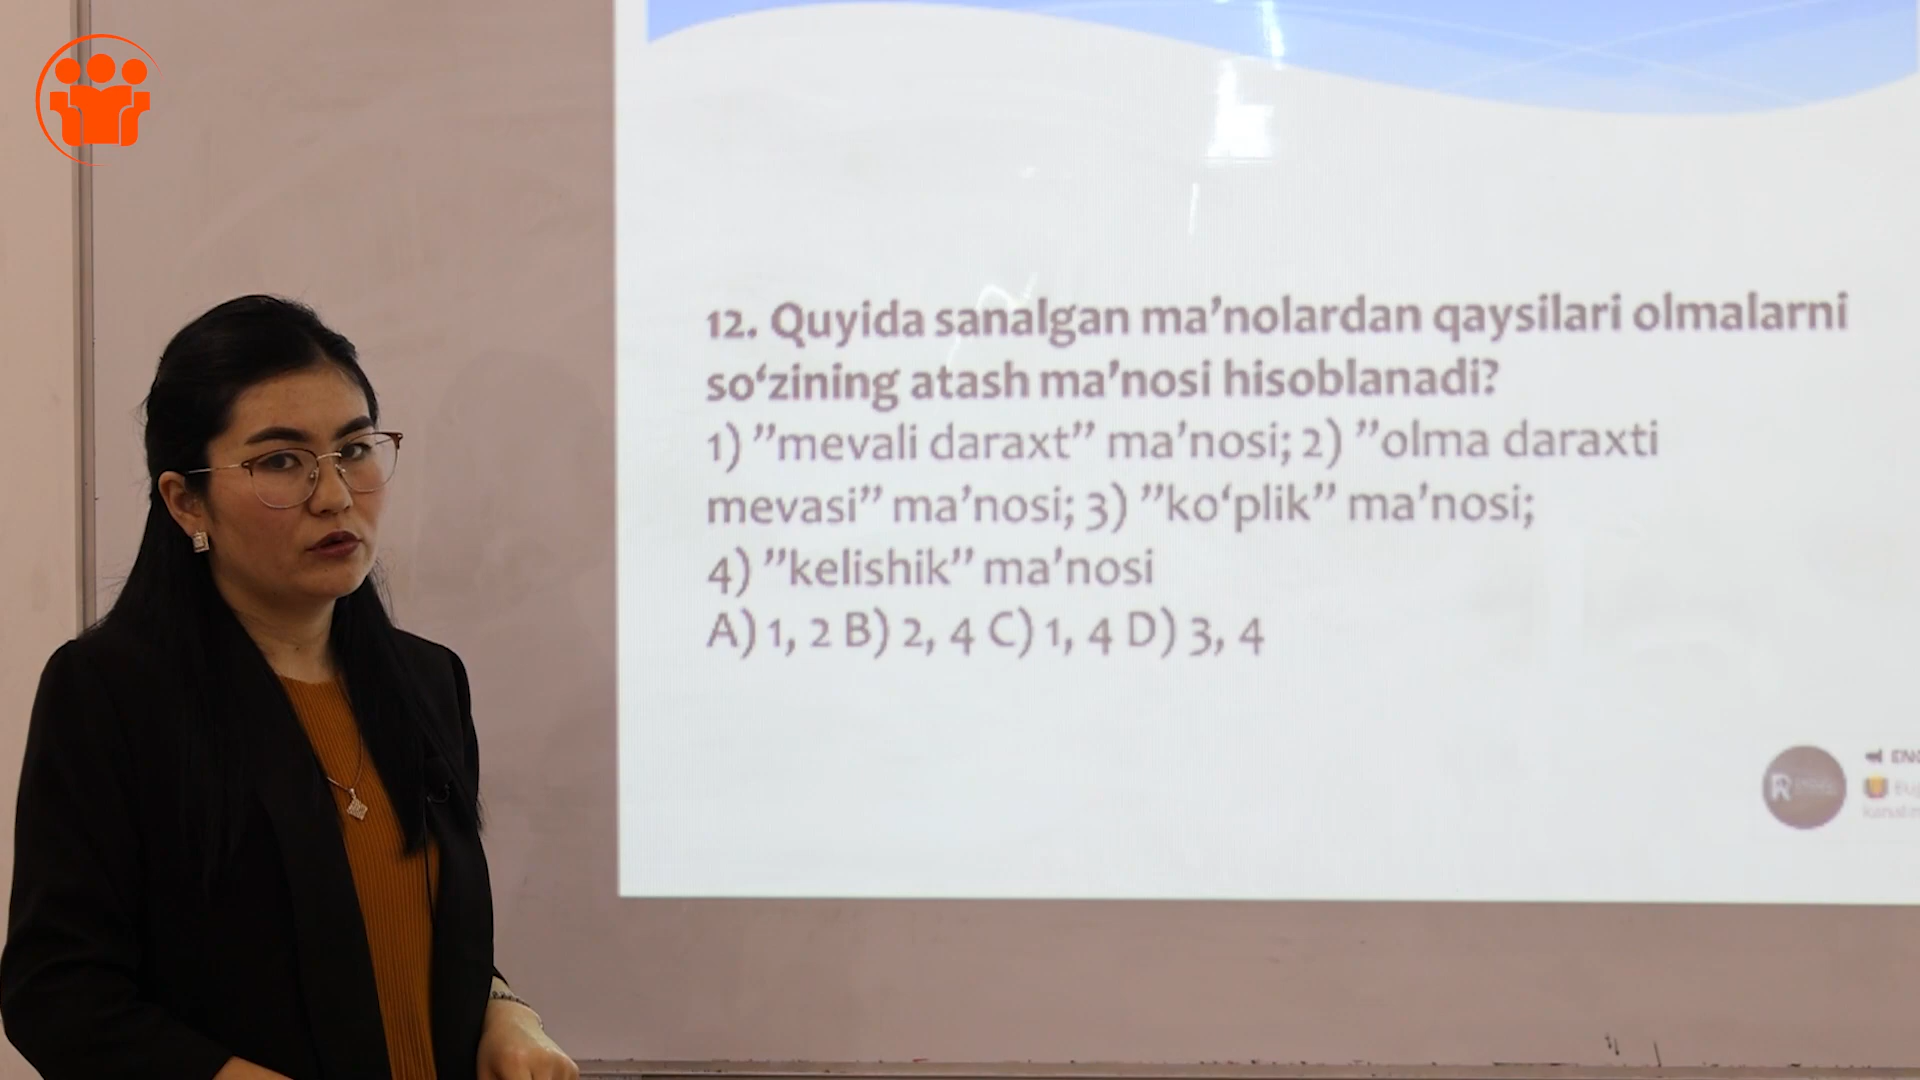 12. Quyida sanalgan ma’nolardan qaysilari olmalarni
so‘zining atash ma’nosi hisoblanadi?
1) ”mevali daraxt” ma’nosi; 2) ”olma daraxti
mevasi” ma’nosi; 3) ”ko‘plik” ma’nosi;
4) ”kelishik” ma’nosi
A) 1, 2 B) 2, 4 C) 1, 4 D) 3, 4